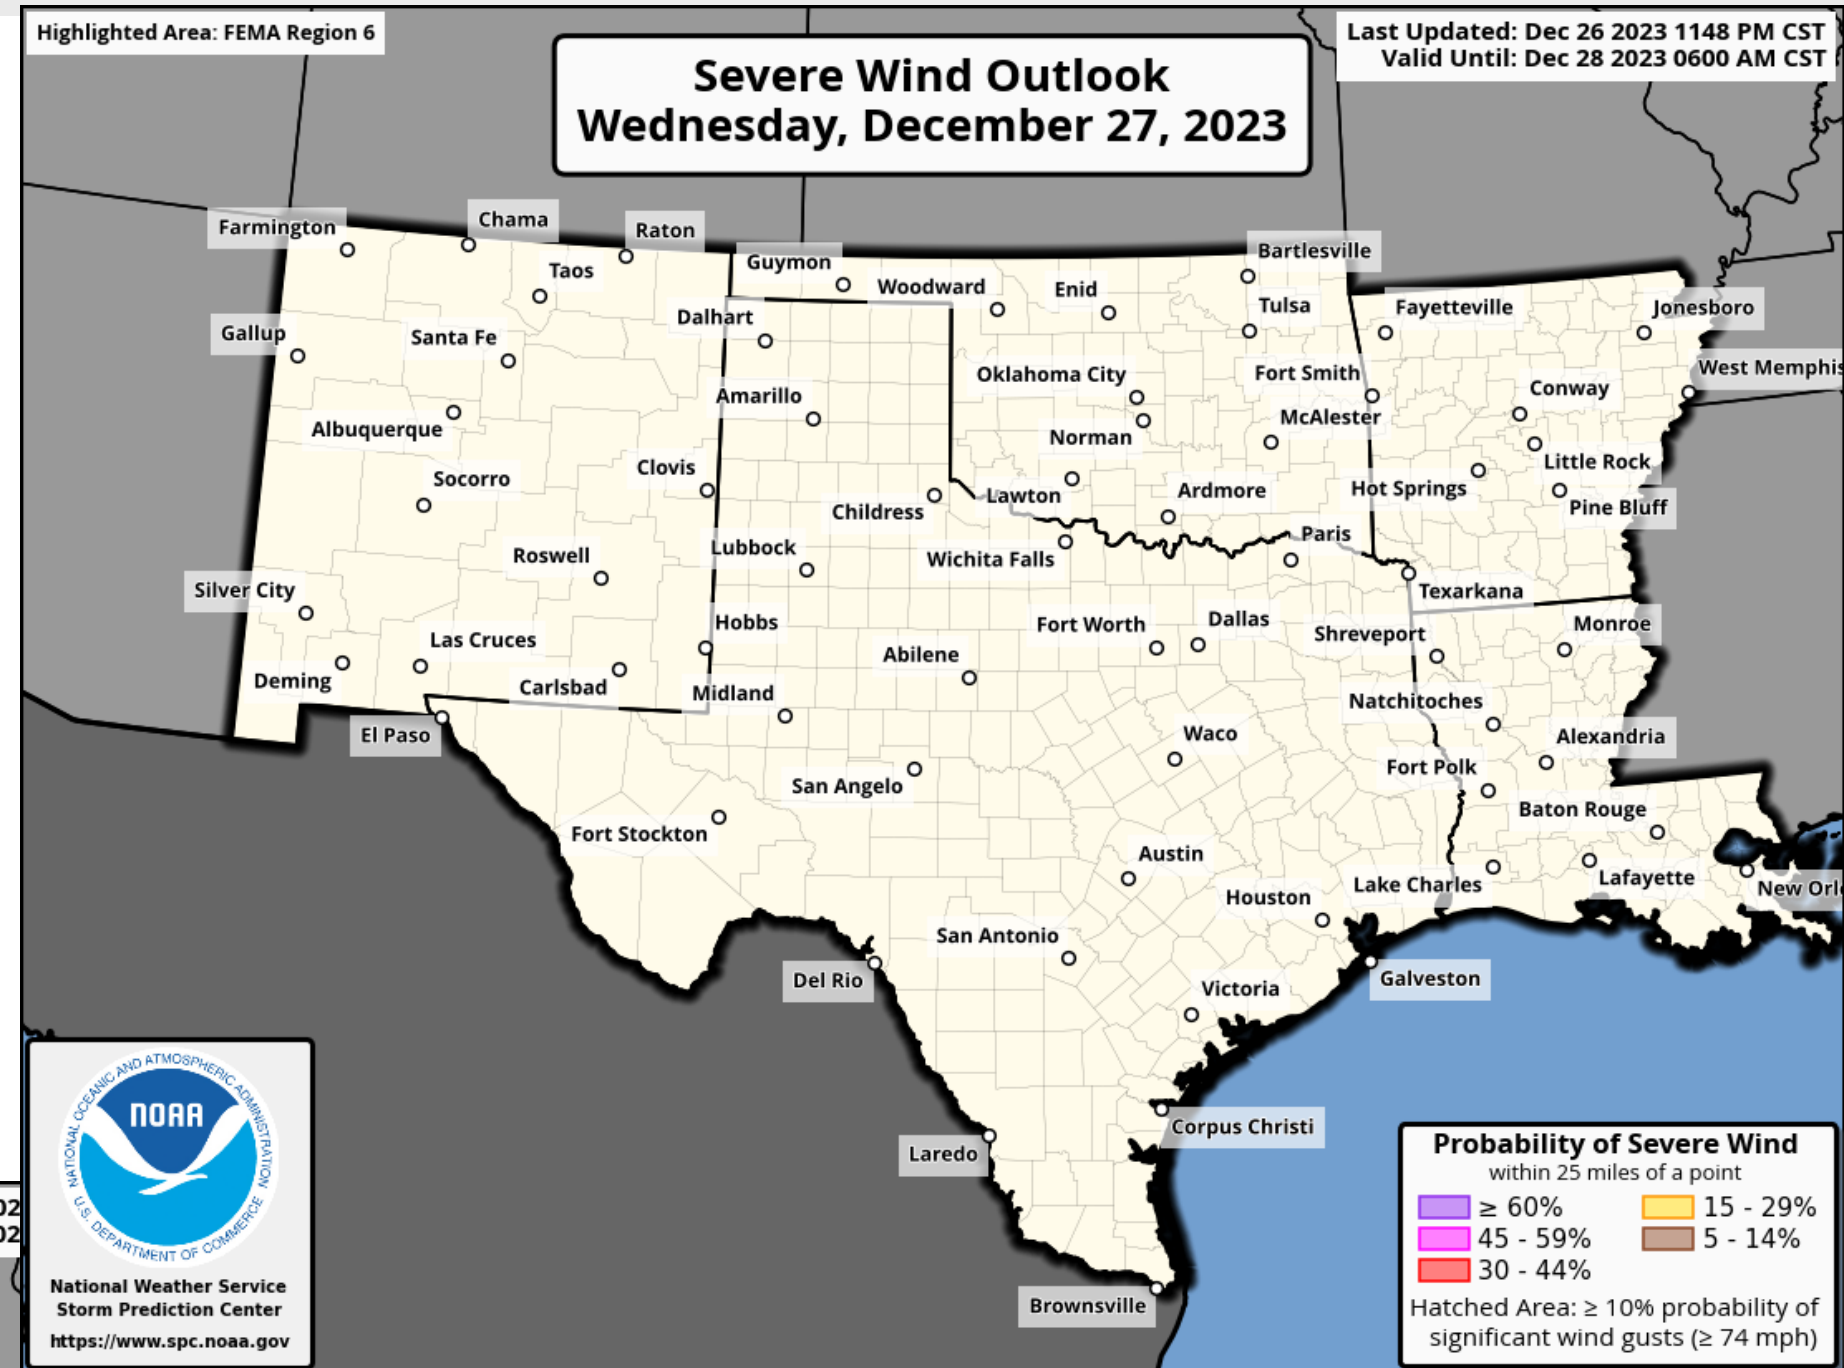 Highlighted Area: FEMA Region 6
Last Updated: Dec 26 2023 1148 PM CST
Valid Until: Dec 28 2023 0600 AM CST
Severe Wind Outlook
Wednesday, December 27, 2023
Farmington
Chama
Raton
Taos
Guymon
Woodward
Enid
Bartlesville
Tulsa
Fayetteville
Jonesboro
Gallup
Santa Fe
Dalhart
Oklahoma City
Fort Smith
Conway
West Memphis
Albuquerque
Amarillo
Norman
McAlester
Little Rock
Socorro
Clovis
Childress
Lawton
Ardmore
Hot Springs
Pine Bluff
Roswell
Lubbock
Wichita Falls
Paris
Silver City
Texarkana
Las Cruces
Hobbs
Abilene
Fort Worth
Dallas
Shreveport
Monroe
Deming
Carlsbad
Midland
Natchitoches
El Paso
San Angelo
Waco
Fort Polk
Alexandria
Fort Stockton
Baton Rouge
Austin
Houston
Lake Charles
Lafayette
New Orl
San Antonio
Del Rio
Victoria
Galveston
Corpus Christi
Laredo
Brownsville
02
02
NATIONAL OCEANIC AND ATMOSPHERIC ADMINISTRATION
NOAA
U.S. DEPARTMENT OF COMMERCE
National Weather Service
Storm Prediction Center
https://www.spc.noaa.gov
Probability of Severe Wind
within 25 miles of a point
≥ 60% 15 - 29%
45 - 59% 5 - 14%
30 - 44%
Hatched Area: ≥ 10% probability of
significant wind gusts (≥ 74 mph)